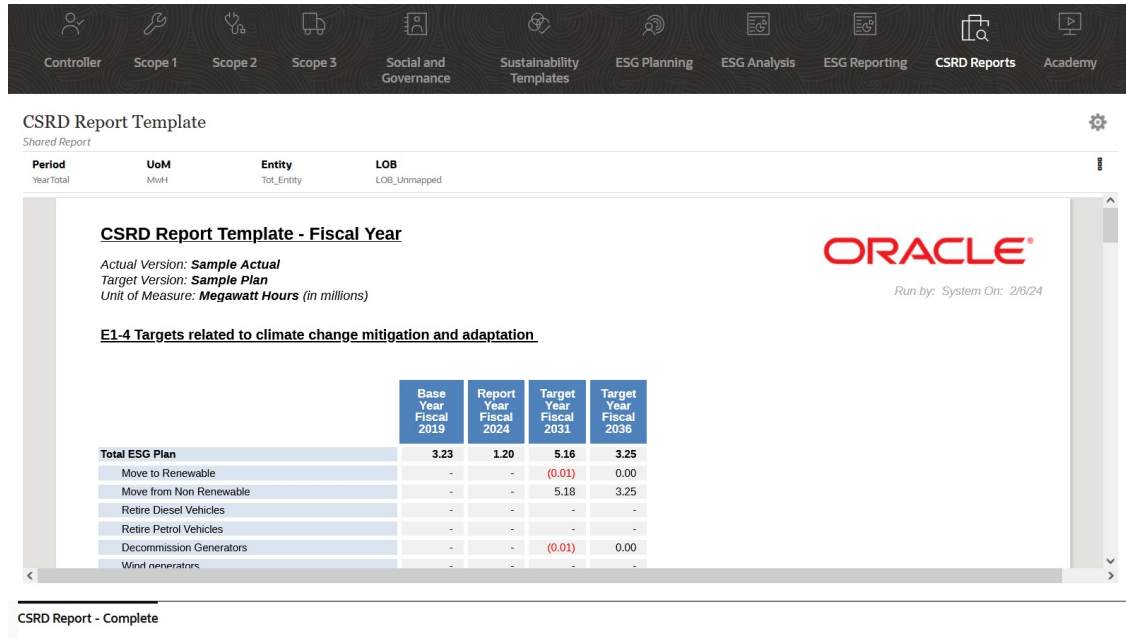 Controller
Scope 1
Scope 2
Scope 3
Social and
Governance
Sustainability
Templates
ESG Planning
ESG Analysis
ESG Reporting
CSRD Reports
Academy
CSRD Report Template
Shared Report
Period UoM Entity LOB
YearTotal MwH Tot_Entity LOB_Unmapped
CSRD Report Template - Fiscal Year
ORACLE®
Actual Version: Sample Actual
Target Version: Sample Plan
Unit of Measure: Megawatt Hours (in millions)
Run by: System On: 2/6/24
E1-4 Targets related to climate change mitigation and adaptation
Base
Year
Fiscal
2019
Report
Year
Fiscal
2024
Target
Year
Fiscal
2031
Target
Year
Fiscal
2036
Total ESG Plan 3.23 1.20 5.16 3.25
Move to Renewable - - (0.01) 0.00
Move from Non Renewable - - 5.18 3.25
Retire Diesel Vehicles - - - -
Retire Petrol Vehicles - - - -
Decommission Generators - - (0.01) 0.00
Wind generators - - - -
CSRD Report - Complete